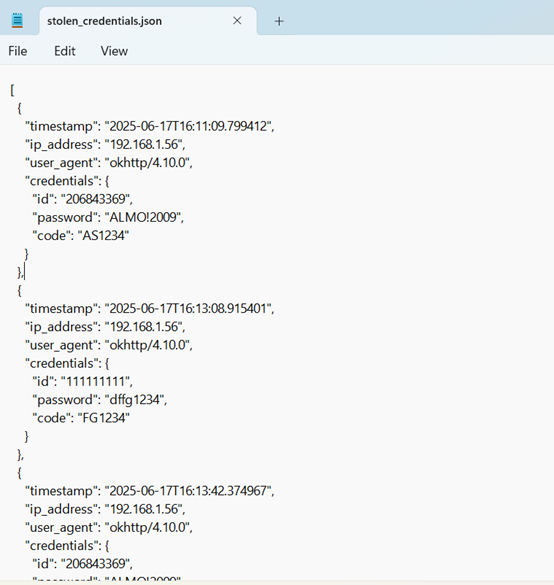 stolen_credentials.json
File Edit View
[
{
"timestamp": "2025-06-17T16:11:09.799412",
"ip_address": "192.168.1.56",
"user_agent": "okhttp/4.10.0",
"credentials": {
"id": "206843369",
"password": "ALMO!2009",
"code": "AS1234"
}
},
{
"timestamp": "2025-06-17T16:13:08.915401",
"ip_address": "192.168.1.56",
"user_agent": "okhttp/4.10.0",
"credentials": {
"id": "111111111",
"password": "dffg1234",
"code": "FG1234"
}
},
{
"timestamp": "2025-06-17T16:13:42.374967",
"ip_address": "192.168.1.56",
"user_agent": "okhttp/4.10.0",
"credentials": {
"id": "206843369",
"password": "ALMO!2009",